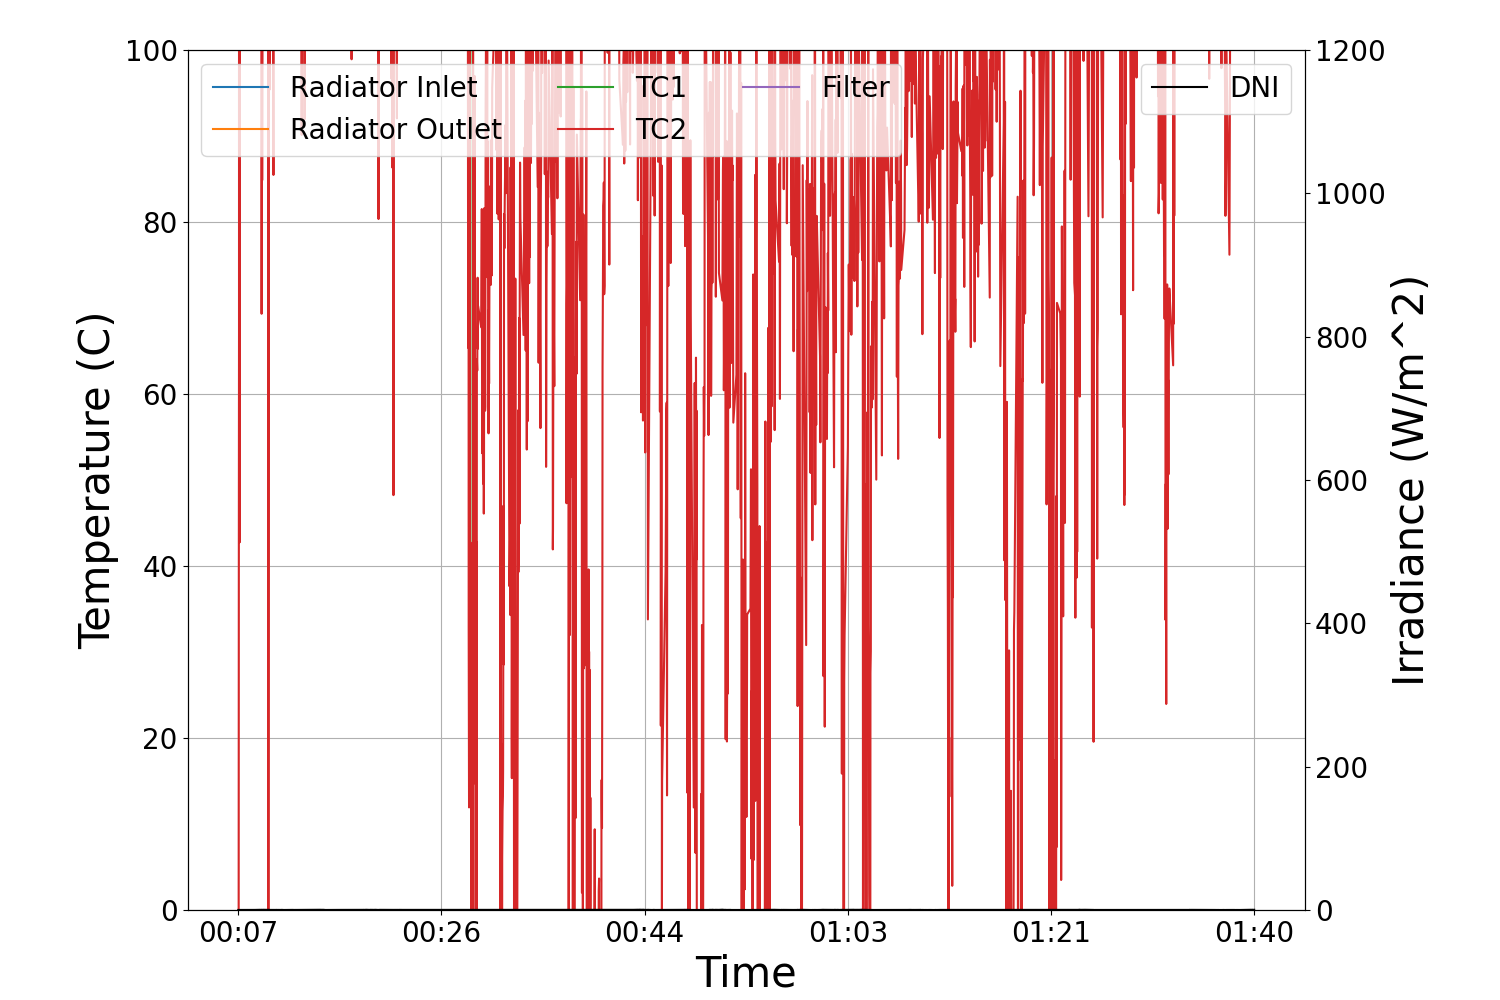 100
80
60
40
20
0
Temperature (C)
Radiator Inlet
Radiator Outlet
TC1
TC2
Filter
DNI
1200
1000
800
600
400
200
0
Irradiance (W/m^2)
00:07 00:26 00:44 01:03 01:21 01:40
Time